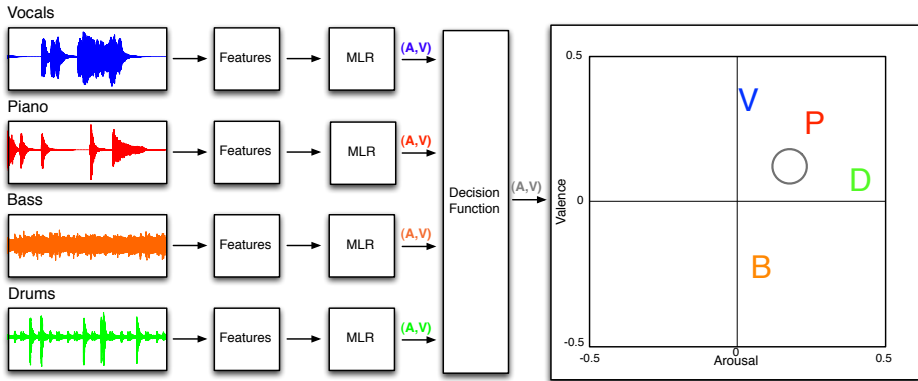 Vocals
Features
MLR
(A,V)
Piano
Features
MLR
(A,V)
Bass
Features
MLR
(A,V)
Drums
Features
MLR
(A,V)
Decision
Function
(A,V)
0.5
V
P
D
0
B
Valence
-0.5
-0.5
0
0.5
Arousal